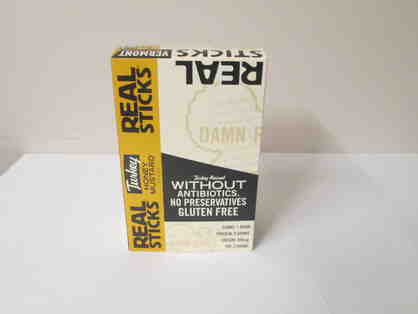 VERMONT
REAL
STICKS
Turkey
HONEY
MUSTARD
REAL
STICKS
REAL
STICKS
DAMN F
Turkey Raised
WITHOUT
ANTIBIOTICS.
NO PRESERVATIVES
GLUTEN FREE